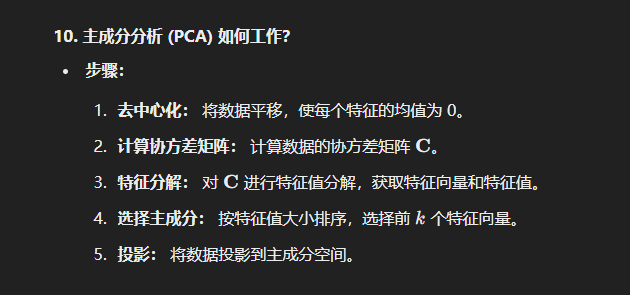 10. 主成分分析 (PCA) 如何工作?
• 步骤：
1. 去中心化： 将数据平移，使每个特征的均值为 0。
2. 计算协方差矩阵： 计算数据的协方差矩阵 C。
3. 特征分解： 对 C 进行特征值分解，获取特征向量和特征值。
4. 选择主成分： 按特征值大小排序，选择前 k 个特征向量。
5. 投影： 将数据投影到主成分空间。